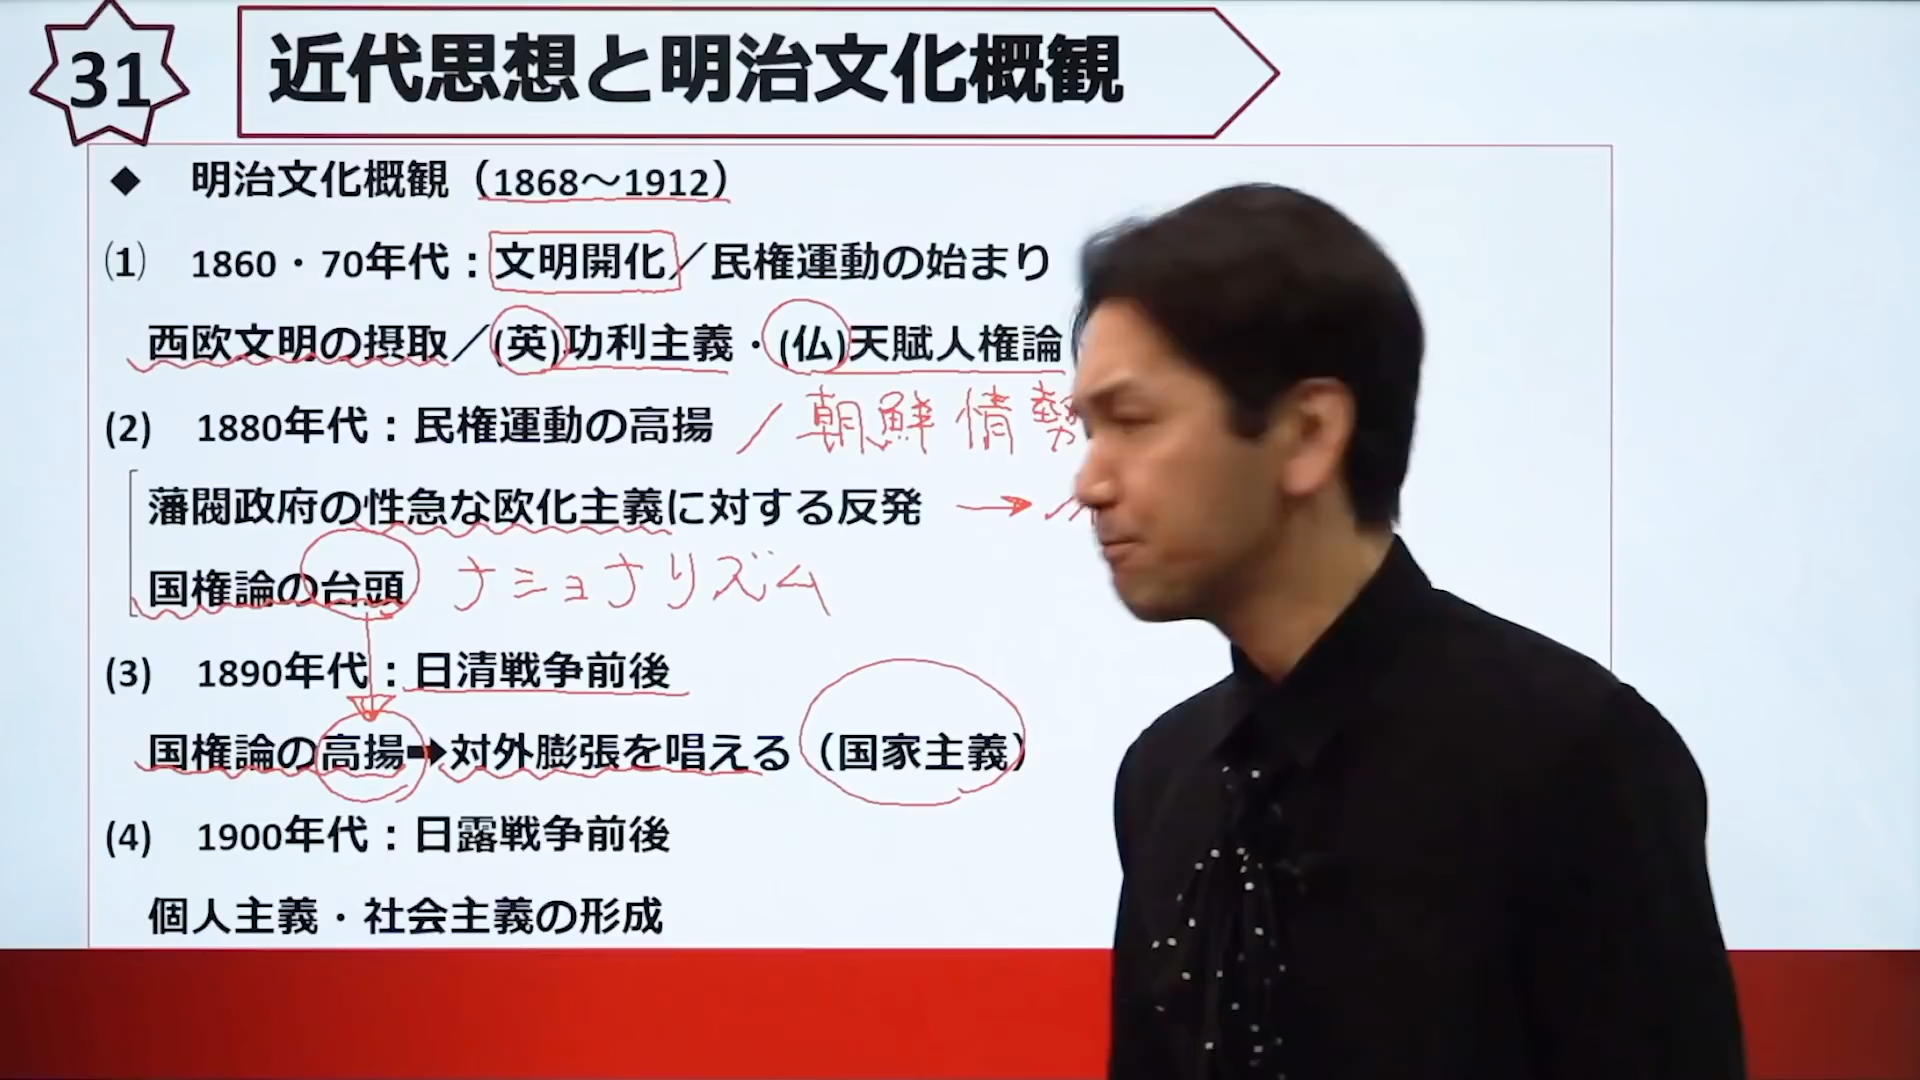 31 近代思想と明治文化概観
◆ 明治文化概観（1868～1912）
(1) 1860・70年代：文明開化／民権運動の始まり
西欧文明の摂取／(英)功利主義・(仏)天賦人権論
(2) 1880年代：民権運動の高揚 ／朝鮮情勢
藩閥政府の性急な欧化主義に対する反発 →
国権論の台頭 ナショナリズム
(3) 1890年代：日清戦争前後
国権論の高揚➡対外膨張を唱える（国家主義）
(4) 1900年代：日露戦争前後
個人主義・社会主義の形成